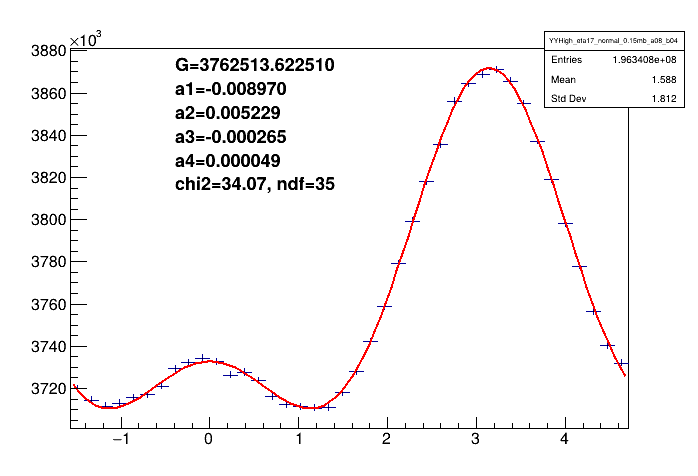 ×10³
YYHigh_eta17_normal_0.15mb_a08_b04
Entries 1.963408e+08
Mean 1.588
Std Dev 1.812
G=3762513.622510
a1=-0.008970
a2=0.005229
a3=-0.000265
a4=0.000049
chi2=34.07, ndf=35
3880
3860
3840
3820
3800
3780
3760
3740
3720
−1 0 1 2 3 4